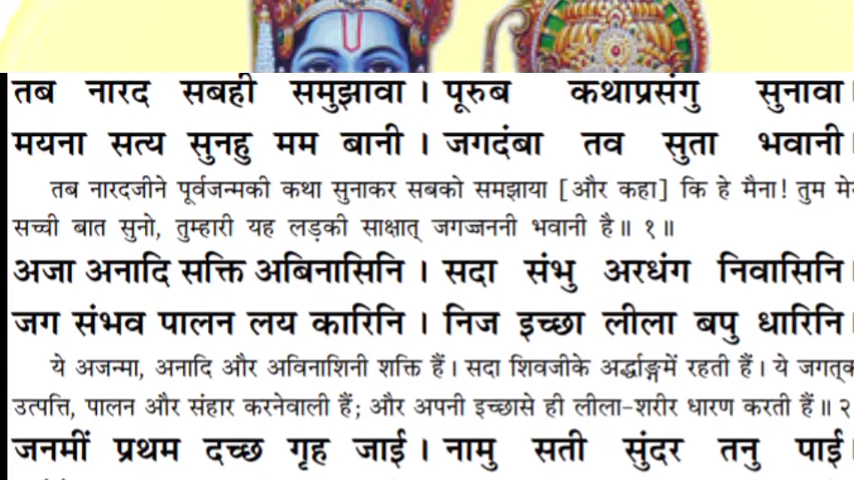 तब नारद सबही समुझावा । पूरुब कथाप्रसंगु सुनावा ।
मयना सत्य सुनहु मम बानी । जगदंबा तव सुता भवानी ।
तब नारदजीने पूर्वजन्मकी कथा सुनाकर सबको समझाया [और कहा] कि हे मैना! तुम
सच्ची बात सुनो, तुम्हारी यह लड़की साक्षात् जगज्जननी भवानी है॥ १॥
अजा अनादि सक्ति अबिनासिनि । सदा संभु अरधंग निवासिनि ।
जग संभव पालन लय कारिनि । निज इच्छा लीला बपु धारिनि ।
ये अजन्मा, अनादि और अविनाशिनी शक्ति हैं। सदा शिवजीके अर्द्धाङ्गमें रहती हैं। ये
उत्पत्ति, पालन और संहार करनेवाली हैं; और अपनी इच्छासे ही लीला-शरीर धारण करती हैं॥ २
जनमीं प्रथम दच्छ गृह जाई । नामु सती सुंदर तनु पाई ।